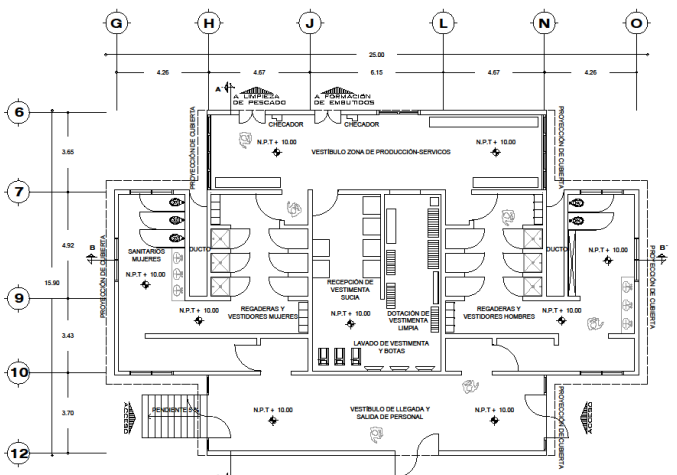 G H J L N O
25.00
4.26 4.67 6.15 4.67 4.26
A'
A LIMPIEZA
DE PESCADO
A FORMACIÓN
DE EMBUTIDOS
6
CHECADOR
CHECADOR
PROYECCIÓN DE CUBIERTA
PROYECCIÓN DE CUBIERTA
N.P.T + 10.00
VESTÍBULO ZONA DE PRODUCCIÓN-SERVICOS
N.P.T + 10.00
3.65
7
SANITARIOS
MUJERES
DUCTO
DUCTO
N.P.T + 10.00
B
B'
N.P.T + 10.00
4.92
15.90
PROYECCIÓN DE CUBIERTA
PROYECCIÓN DE CUBIERTA
RECEPCIÓN DE
VESTIMENTA
SUCIA
9
REGADERAS Y
VESTIDORES MUJERES
REGADERAS Y
VESTIDORES HOMBRES
N.P.T + 10.00
N.P.T + 10.00
DOTACIÓN DE
VESTIMENTA
LIMPIA
N.P.T + 10.00
3.43
LAVADO DE VESTIMENTA
Y BOTAS
10
PROYECCIÓN DE CUBIERTA
ACCESO
PENDIENTE
N.P.T + 10.00
VESTÍBULO DE LLEGADA Y
SALIDA DE PERSONAL
N.P.T + 10.00
ACCESO
3.70
12